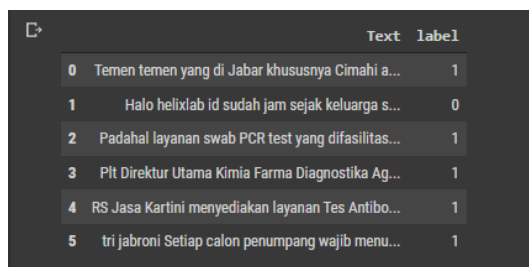 Text label
0 Temen temen yang di Jabar khususnya Cimahi a... 1
1 Halo helixlab id sudah jam sejak keluarga s... 0
2 Padahal layanan swab PCR test yang difasilitas... 1
3 Plt Direktur Utama Kimia Farma Diagnostika Ag... 1
4 RS Jasa Kartini menyediakan layanan Tes Antibo... 1
5 tri jabroni Setiap calon penumpang wajib menu... 1